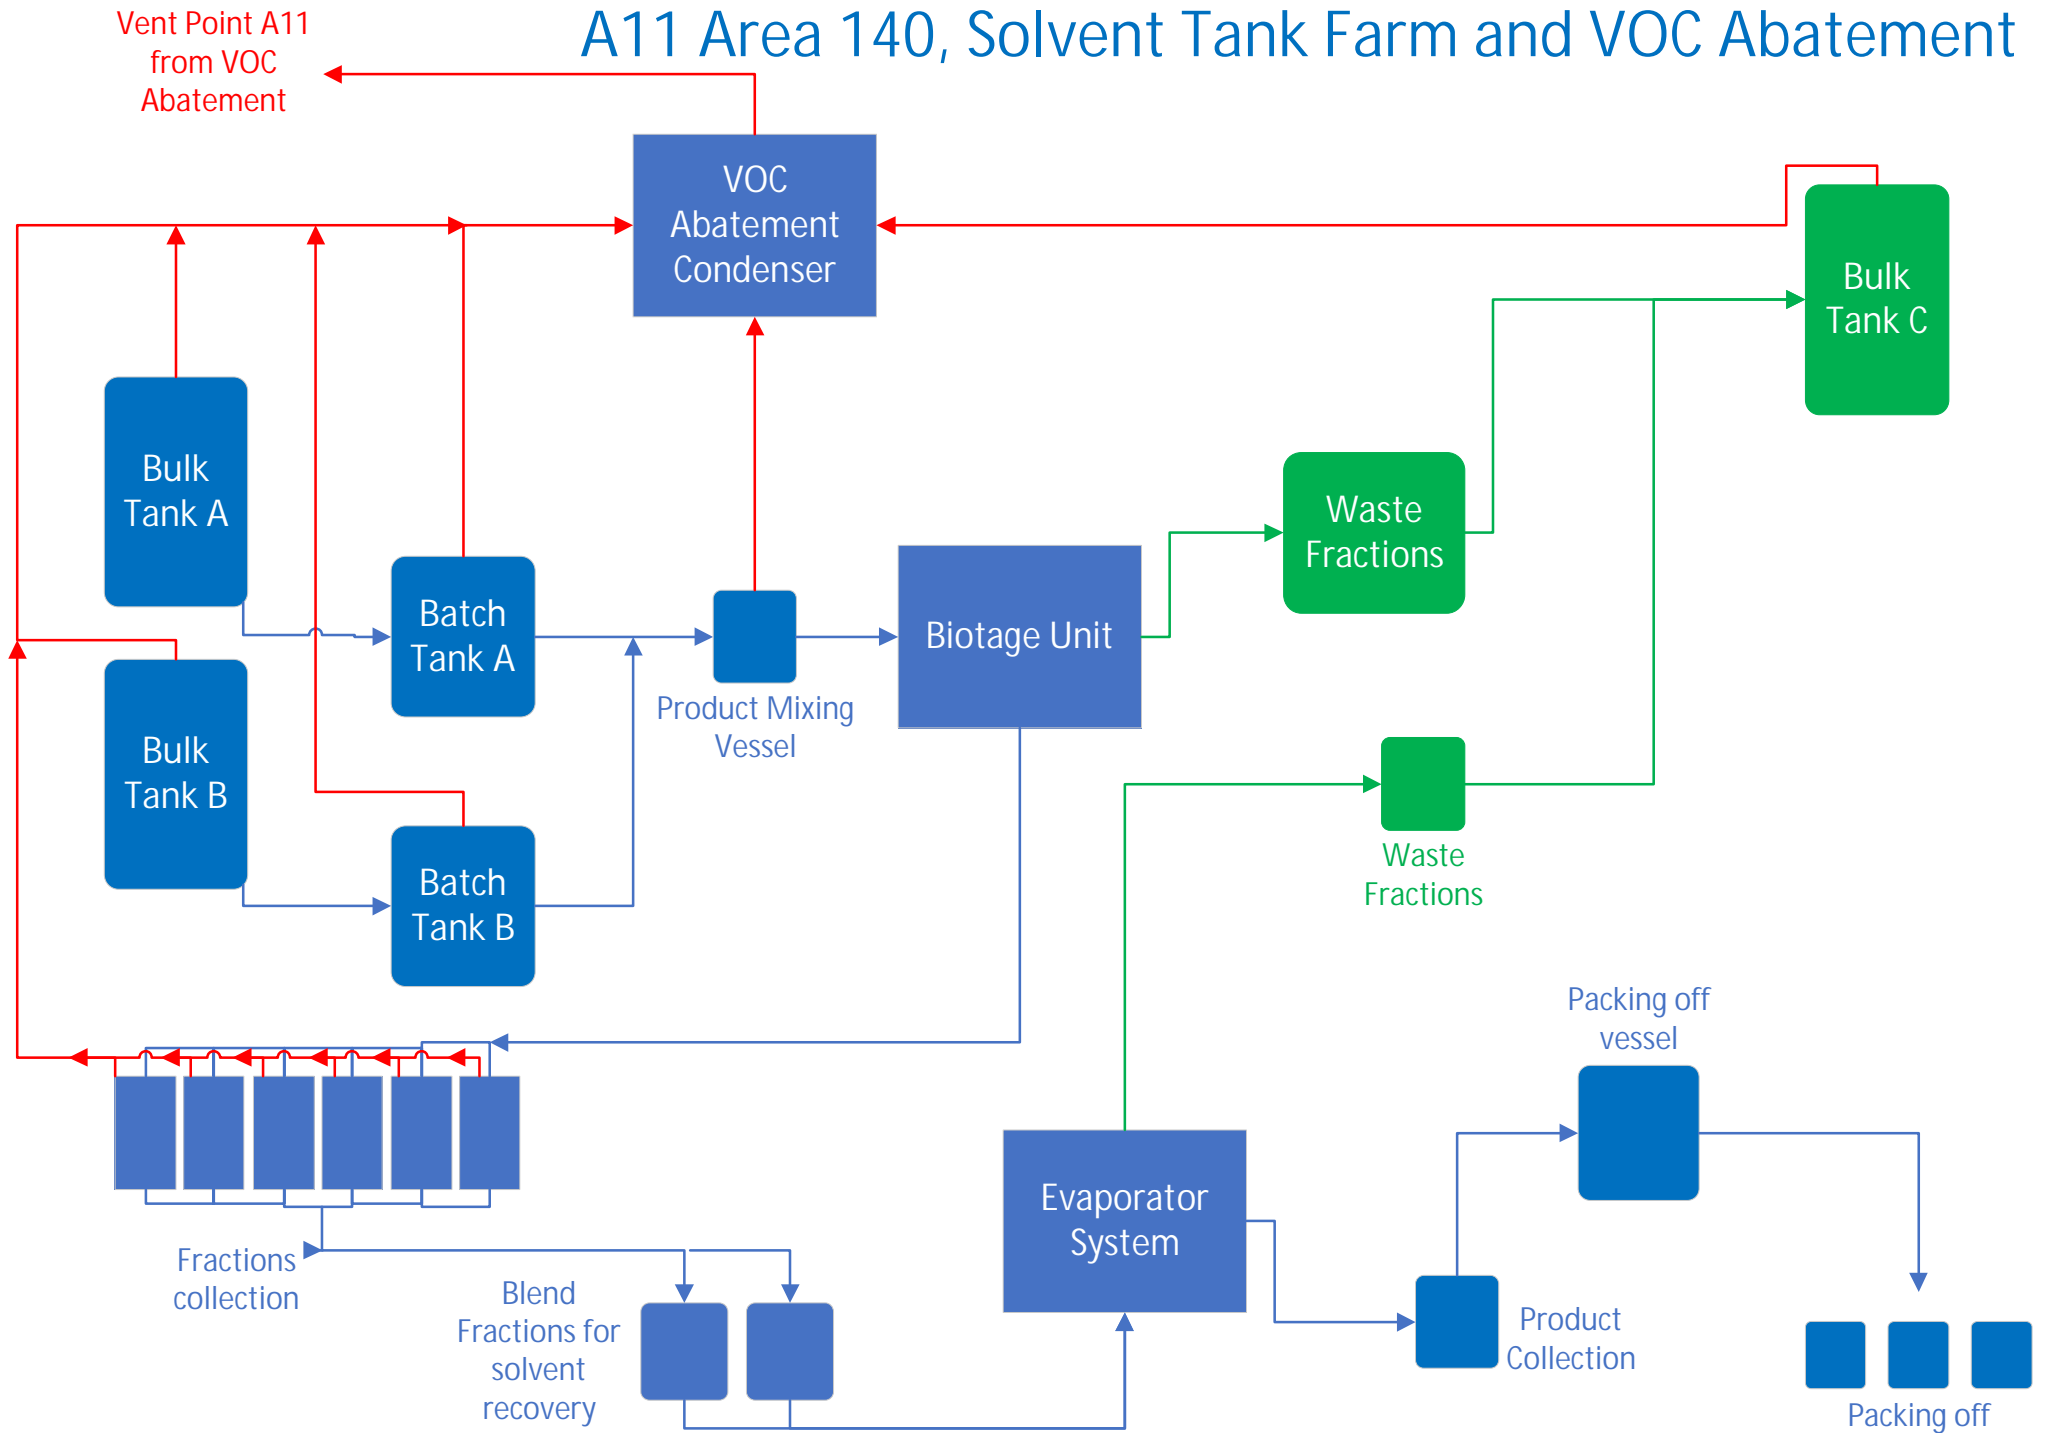 A11 Area 140, Solvent Tank Farm and VOC Abatement
Vent Point A11
from VOC
Abatement
VOC
Abatement
Condenser
Bulk
Tank C
Bulk
Tank A
Waste
Fractions
Batch
Tank A
Biotage Unit
Product Mixing
Vessel
Bulk
Tank B
Waste
Fractions
Batch
Tank B
Packing off
vessel
Evaporator
System
Fractions
collection
Blend
Fractions for
solvent
recovery
Product
Collection
Packing off